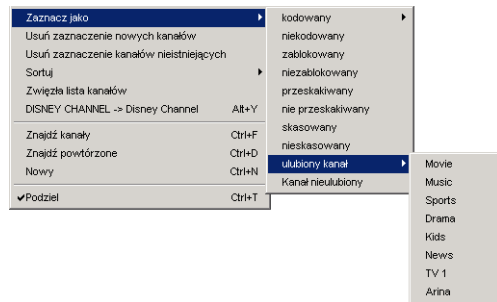 Zaznacz jako
Usuń zaznaczenie nowych kanałów
Usuń zaznaczenie kanałów nieistniejących
Sortuj
Zwięzła lista kanałów
DISNEY CHANNEL -> Disney Channel Alt+Y
Znajdź kanały Ctrl+F
Znajdź powtórzone Ctrl+D
Nowy Ctrl+N
Podziel Ctrl+T
kodowany
niekodowany
zablokowany
niezablokowany
przeskakiwany
nie przeskakiwany
skasowany
nieskasowany
ulubiony kanał
Kanał nieulubiony
Movie
Music
Sports
Drama
Kids
News
TV 1
Arina